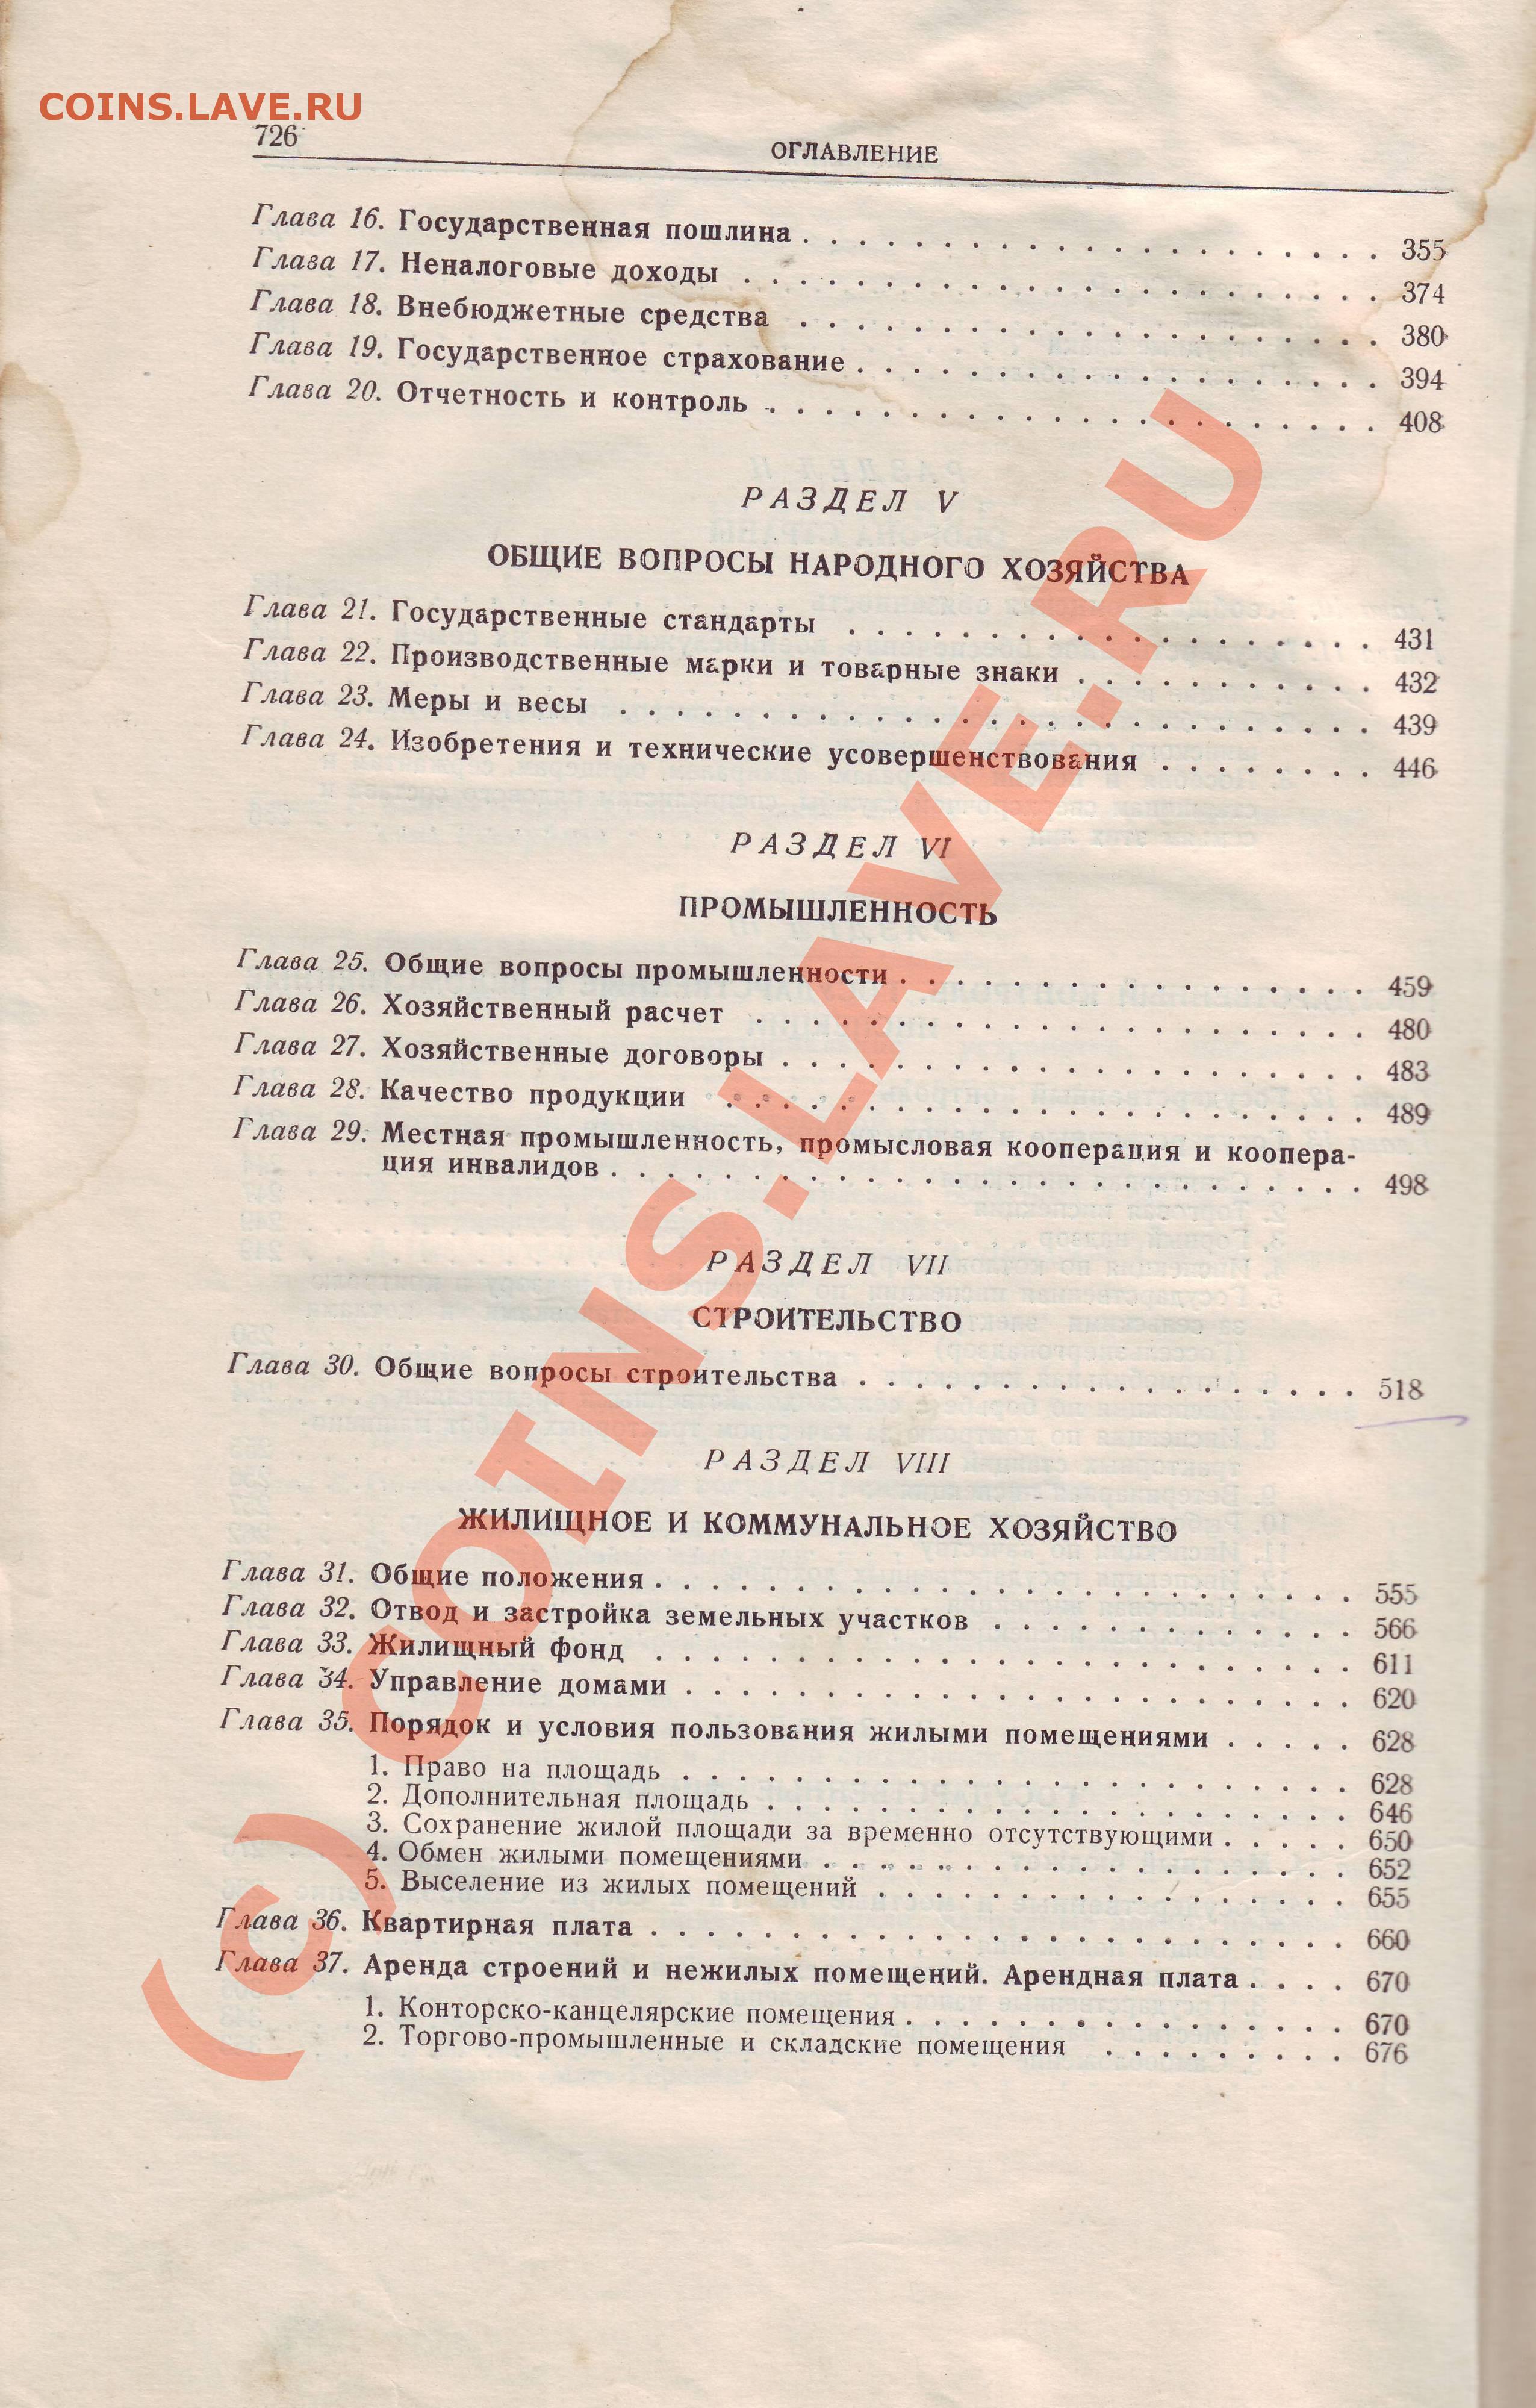 COINS.LAVE.RU
726
ОГЛАВЛЕНИЕ
Глава 16. Государственная пошлина . . . . . . . . . . . . . . . . . . . . . 355
Глава 17. Неналоговые доходы . . . . . . . . . . . . . . . . . . . . . . . 374
Глава 18. Внебюджетные средства . . . . . . . . . . . . . . . . . . . . . 380
Глава 19. Государственное страхование . . . . . . . . . . . . . . . . . . . 394
Глава 20. Отчетность и контроль . . . . . . . . . . . . . . . . . . . . . . 408
РАЗДЕЛ V
ОБЩИЕ ВОПРОСЫ НАРОДНОГО ХОЗЯЙСТВА
Глава 21. Государственные стандарты . . . . . . . . . . . . . . . . . . . 431
Глава 22. Производственные марки и товарные знаки . . . . . . . . . . . 432
Глава 23. Меры и весы . . . . . . . . . . . . . . . . . . . . . . . . . . . 439
Глава 24. Изобретения и технические усовершенствования . . . . . . . . 446
РАЗДЕЛ VI
ПРОМЫШЛЕННОСТЬ
Глава 25. Общие вопросы промышленности . . . . . . . . . . . . . . . . . 459
Глава 26. Хозяйственный расчет . . . . . . . . . . . . . . . . . . . . . . 480
Глава 27. Хозяйственные договоры . . . . . . . . . . . . . . . . . . . . . 483
Глава 28. Качество продукции . . . . . . . . . . . . . . . . . . . . . . . 489
Глава 29. Местная промышленность, промысловая кооперация и коопера-
ция инвалидов . . . . . . . . . . . . . . . . . . . . . . . . . . . 498
РАЗДЕЛ VII
СТРОИТЕЛЬСТВО
Глава 30. Общие вопросы строительства . . . . . . . . . . . . . . . . . . 518
РАЗДЕЛ VIII
ЖИЛИЩНОЕ И КОММУНАЛЬНОЕ ХОЗЯЙСТВО
Глава 31. Общие положения . . . . . . . . . . . . . . . . . . . . . . . . . 555
Глава 32. Отвод и застройка земельных участков . . . . . . . . . . . . . 566
Глава 33. Жилищный фонд . . . . . . . . . . . . . . . . . . . . . . . . . 611
Глава 34. Управление домами . . . . . . . . . . . . . . . . . . . . . . . . 620
Глава 35. Порядок и условия пользования жилыми помещениями . . . . . 628
1. Право на площадь . . . . . . . . . . . . . . . . . . . . . . . . 628
2. Дополнительная площадь . . . . . . . . . . . . . . . . . . . . . 646
3. Сохранение жилой площади за временно отсутствующими . . . . . 650
4. Обмен жилыми помещениями . . . . . . . . . . . . . . . . . . . 652
5. Выселение из жилых помещений . . . . . . . . . . . . . . . . . 655
Глава 36. Квартирная плата . . . . . . . . . . . . . . . . . . . . . . . . . 660
Глава 37. Аренда строений и нежилых помещений. Арендная плата . . . . 670
1. Конторско-канцелярские помещения . . . . . . . . . . . . . . . . 670
2. Торгово-промышленные и складские помещения . . . . . . . . . 676
(C) COINS.LAVE.RU